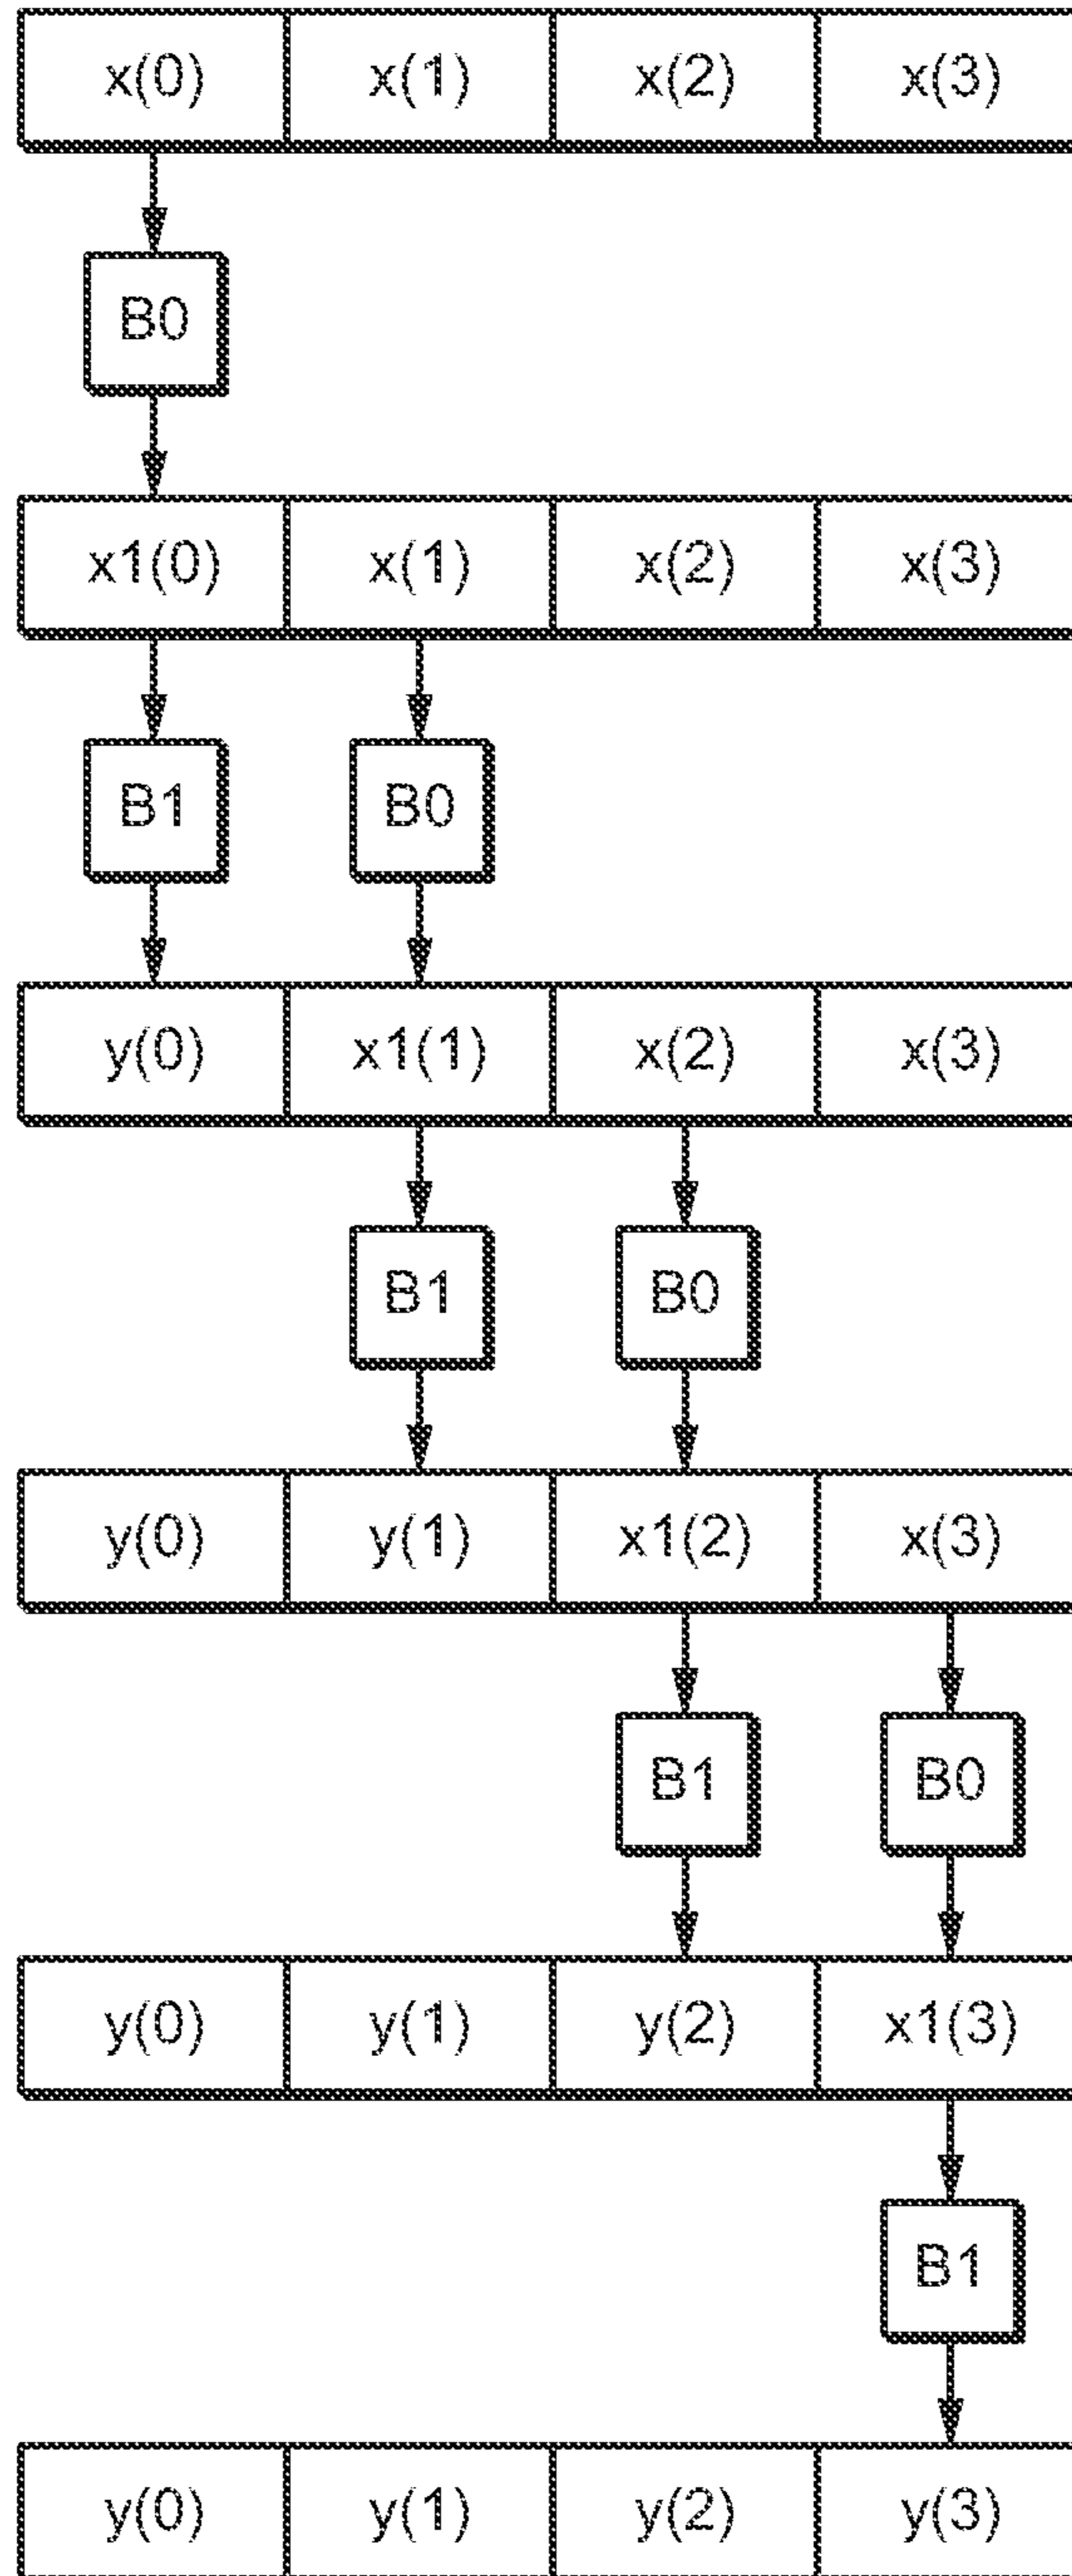 x(0) x(1) x(2) x(3)
B0
x1(0) x(1) x(2) x(3)
B1 B0
y(0) x1(1) x(2) x(3)
B1 B0
y(0) y(1) x1(2) x(3)
B1 B0
y(0) y(1) y(2) x1(3)
B1
y(0) y(1) y(2) y(3)